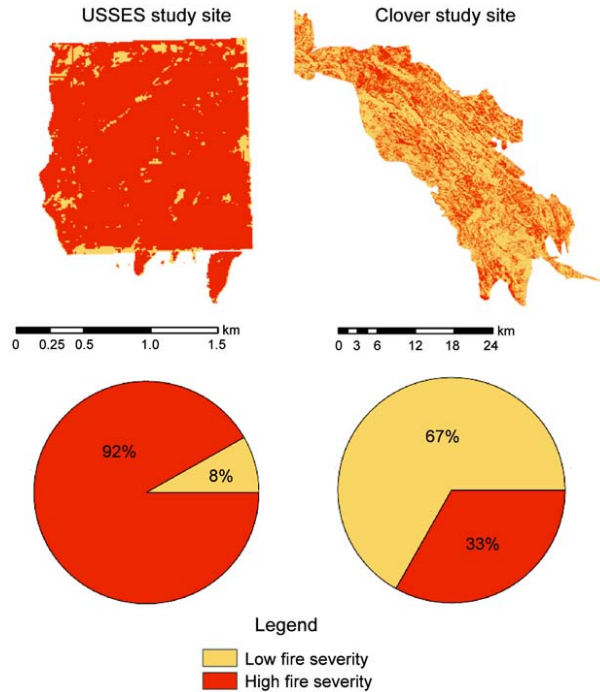 USSES study site
Clover study site
km
0 0.25 0.5 1.0 1.5
km
0 3 6 12 18 24
92%
8%
67%
33%
Legend
Low fire severity
High fire severity